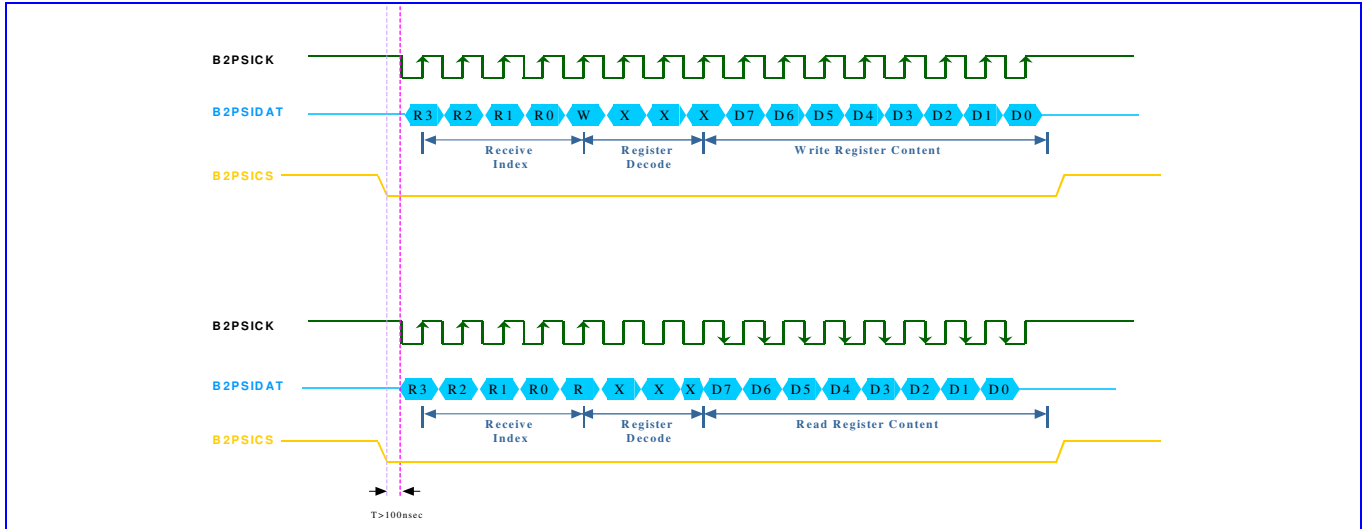 B2PSICK
B2PSIDAT R3 R2 R1 R0 W X X X D7 D6 D5 D4 D3 D2 D1 D0
Receive Register Write Register Content
Index Decode
B2PSICS
B2PSICK
B2PSIDAT R3 R2 R1 R0 R X X X D7 D6 D5 D4 D3 D2 D1 D0
Receive Register Read Register Content
Index Decode
B2PSICS
T>100nsec